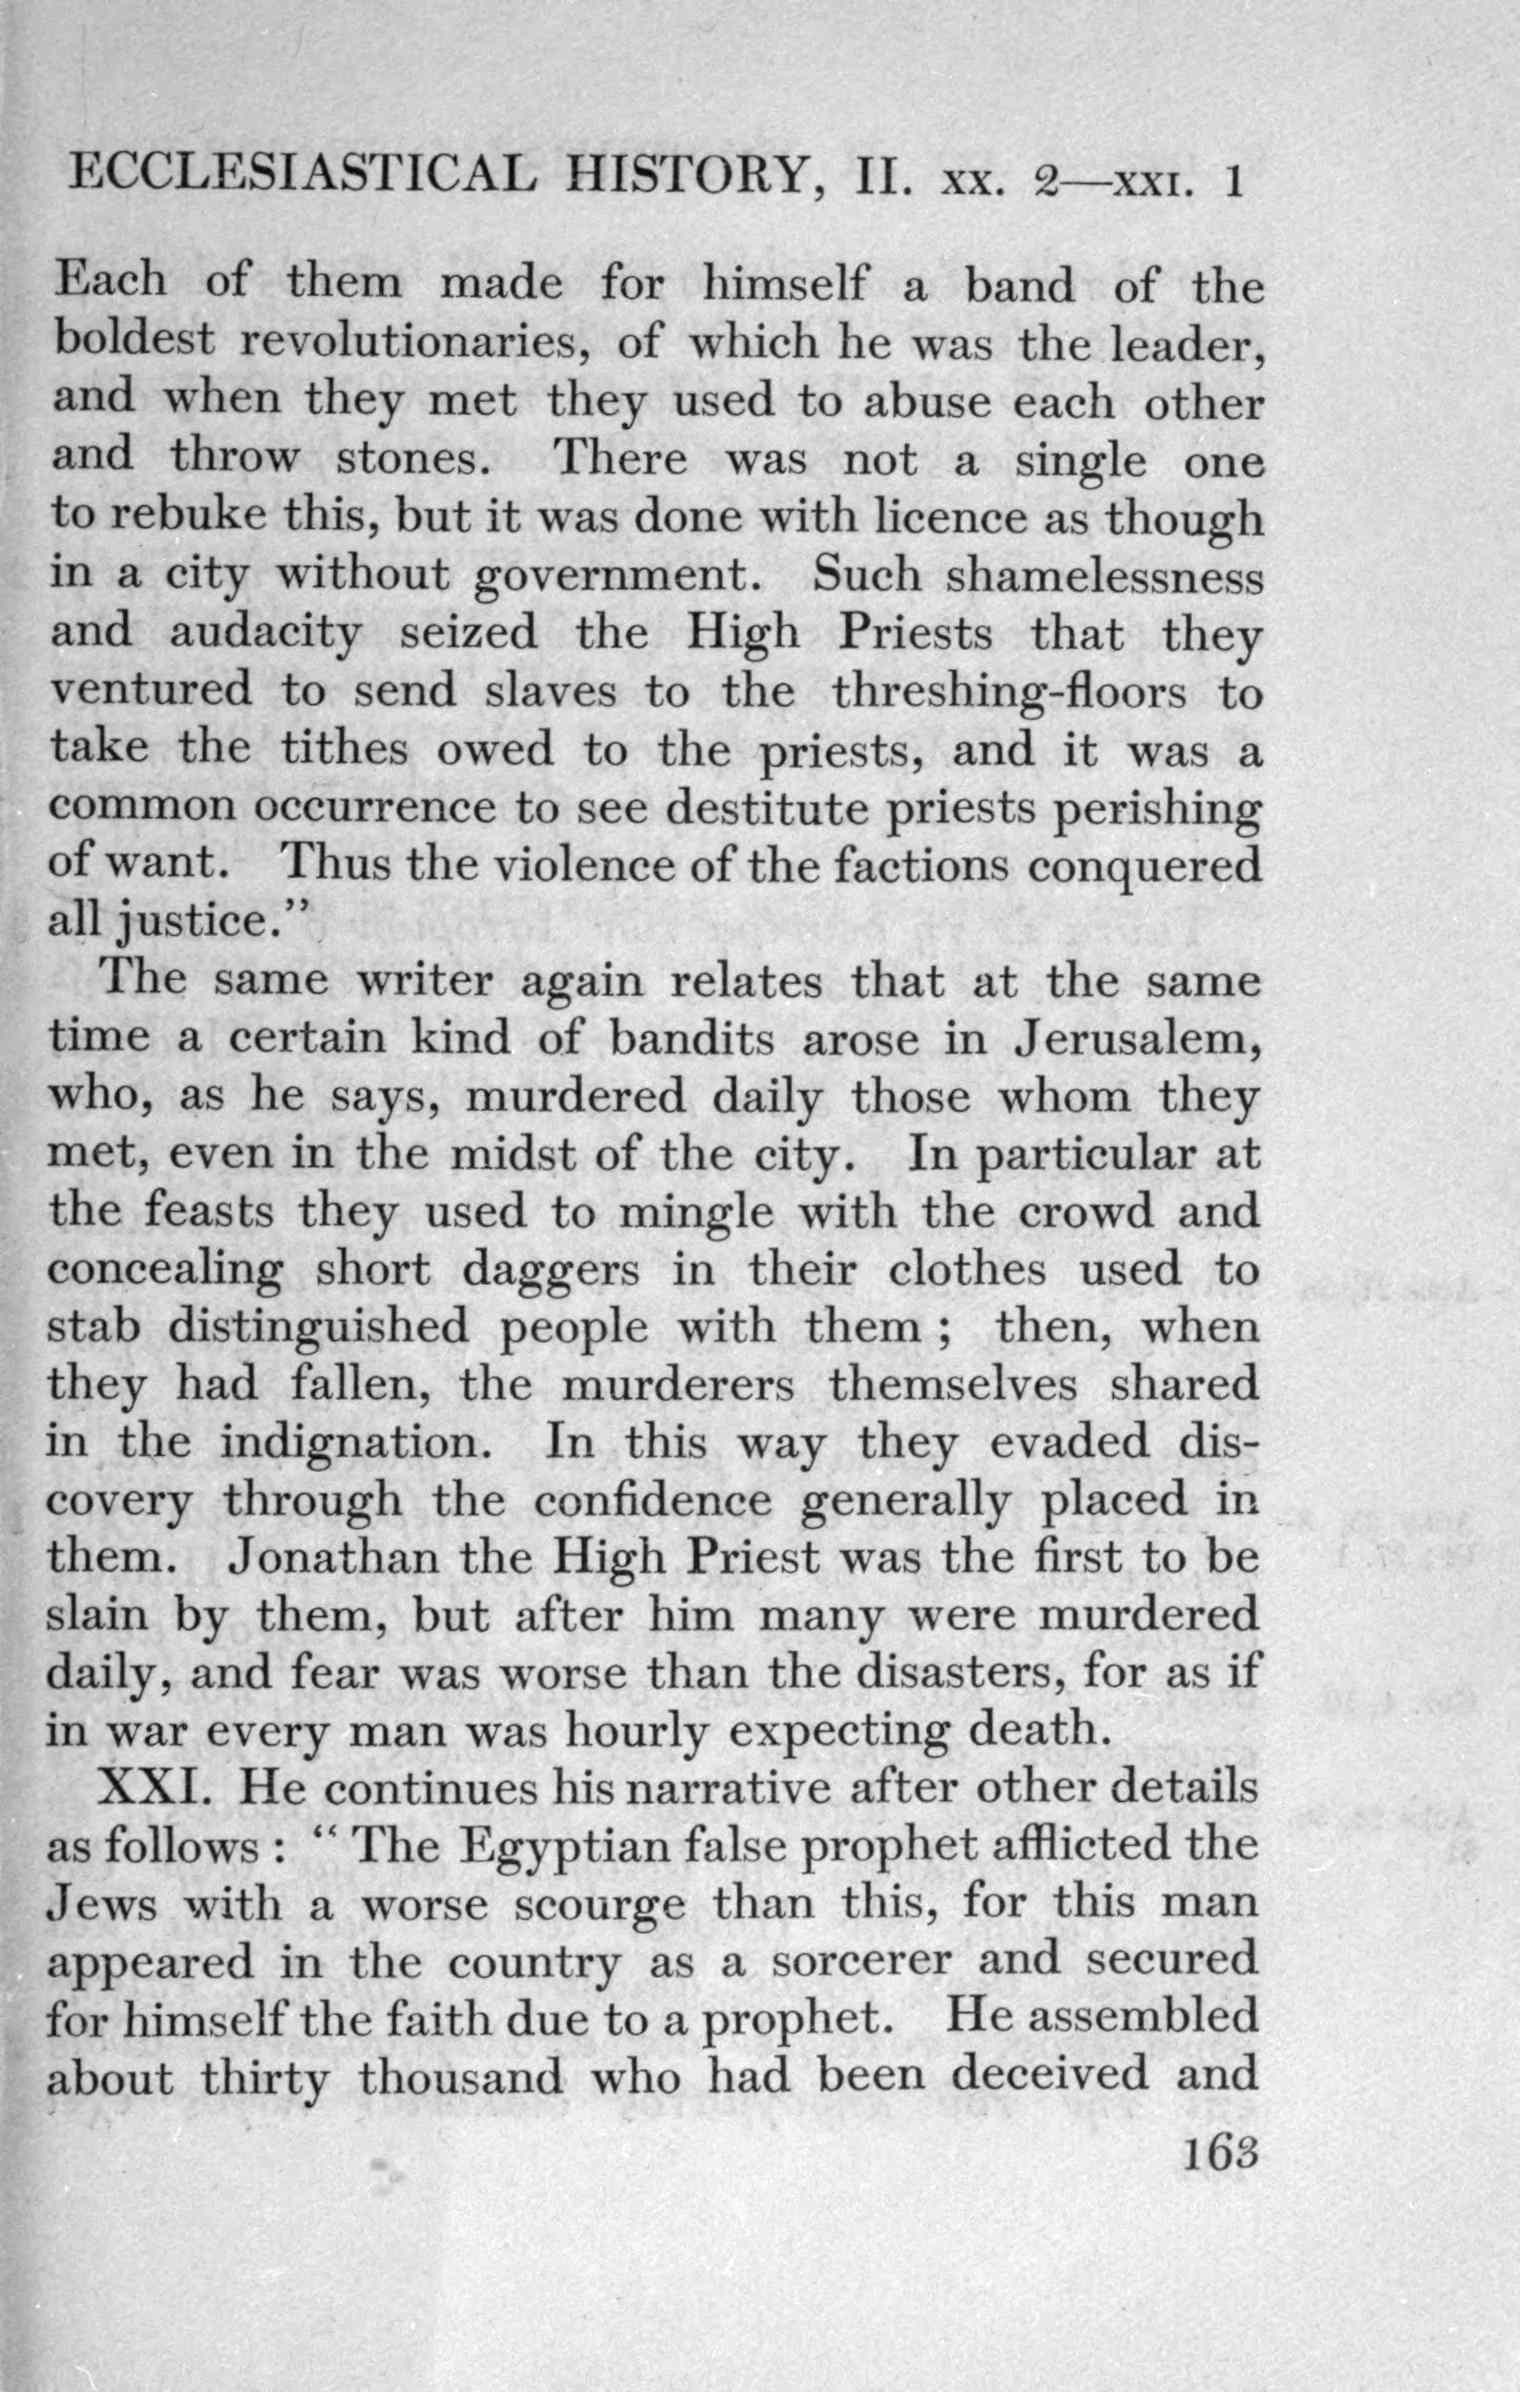 ECCLESIASTICAL HISTORY, II. XX. 2—XXI. 1
Each of them made for himself a band of the
boldest revolutionaries, of which he was the leader,
and when they met they used to abuse each other
and throw stones. There was not a single one
to rebuke this, but it was done with licence as though
in a city without government. Such shamelessness
and audacity seized the High Priests that they
ventured to send slaves to the threshing-floors to
take the tithes owed to the priests, and it was a
common occurrence to see destitute priests perishing
of want. Thus the violence of the factions conquered
all justice.”
The same writer again relates that at the same
time a certain kind of bandits arose in Jerusalem,
who, as he says, murdered daily those whom they
met, even in the midst of the city. In particular at
the feasts they used to mingle with the crowd and
concealing short daggers in their clothes used to
stab distinguished people with them ; then, when
they had fallen, the murderers themselves shared
in the indignation. In this way they evaded dis-
covery through the confidence generally placed in
them. Jonathan the High Priest was the first to be
slain by them, but after him many were murdered
daily, and fear was worse than the disasters, for as if
in war every man was hourly expecting death.
XXI. He continues his narrative after other details
as follows : “ The Egyptian false prophet afflicted the
Jews with a worse scourge than this, for this man
appeared in the country as a sorcerer and secured
for himself the faith due to a prophet. He assembled
about thirty thousand who had been deceived and
163